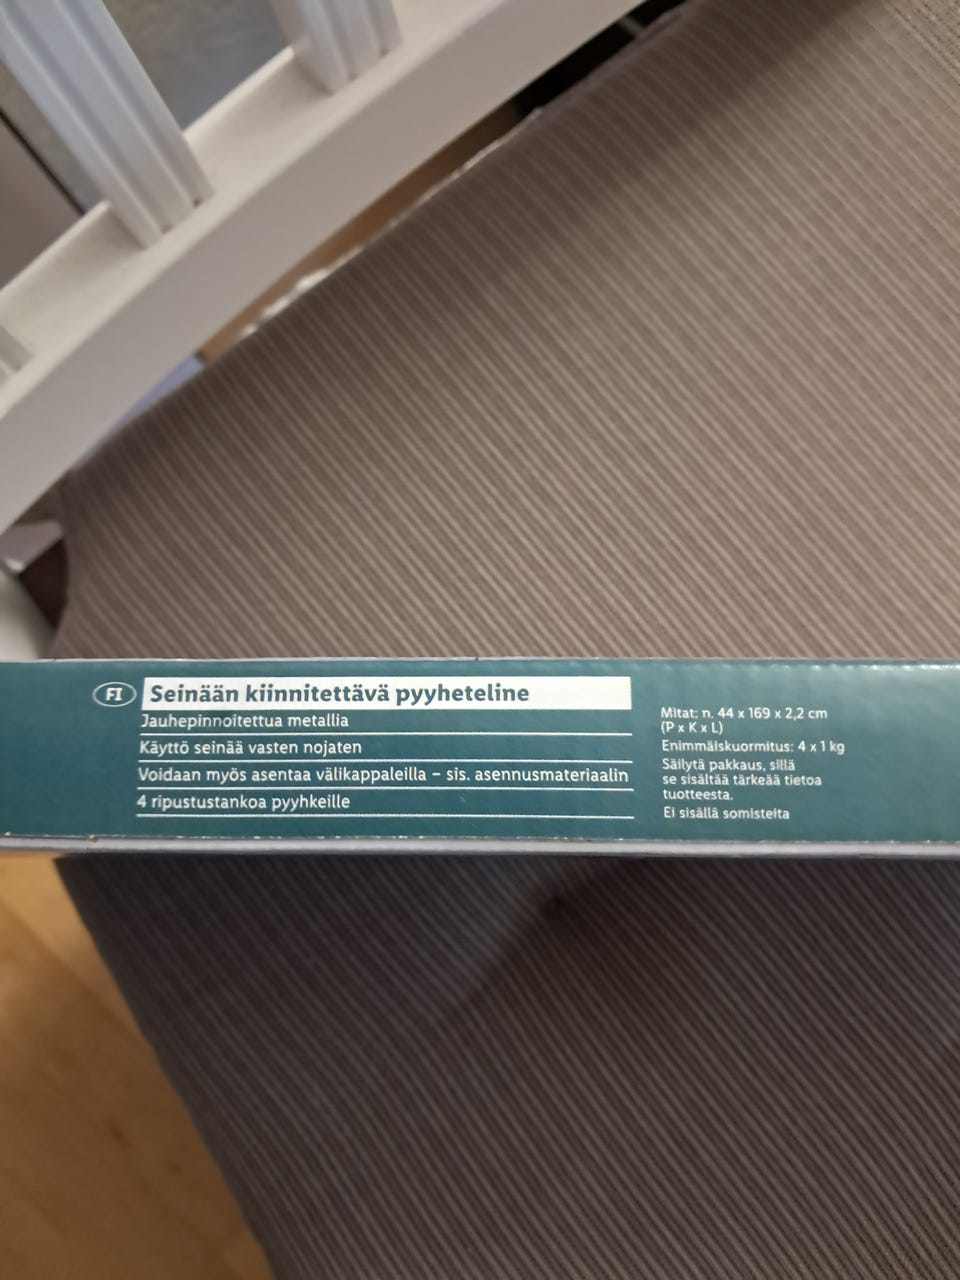 FI Seinään kiinnitettävä pyyheteline
Jauhepinnoitettua metallia
Käyttö seinää vasten nojaten
Voidaan myös asentaa välikappaleilla – sis. asennusmateriaalin
4 ripustustankoa pyyhkeille
Mitat: n. 44 x 169 x 2,2 cm
(P x K x L)
Enimmäiskuormitus: 4 x 1 kg
Säilytä pakkaus, sillä
se sisältää tärkeää tietoa
tuotteesta.
Ei sisällä somisteita